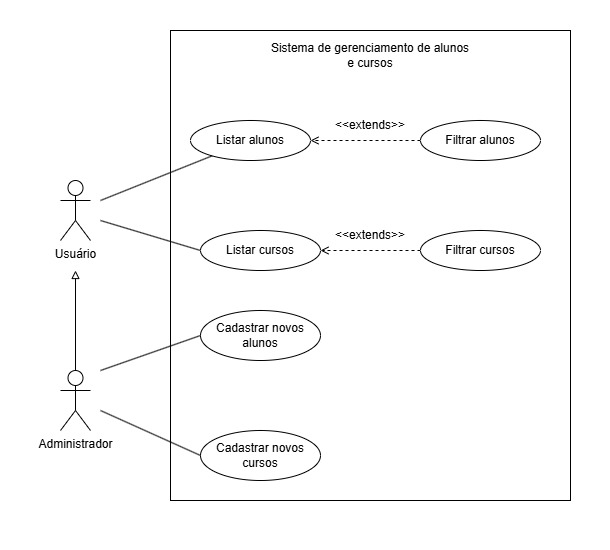 Sistema de gerenciamento de alunos
e cursos
<<extends>>
Listar alunos
Filtrar alunos
<<extends>>
Usuário
Listar cursos
Filtrar cursos
Cadastrar novos
alunos
Administrador
Cadastrar novos
cursos